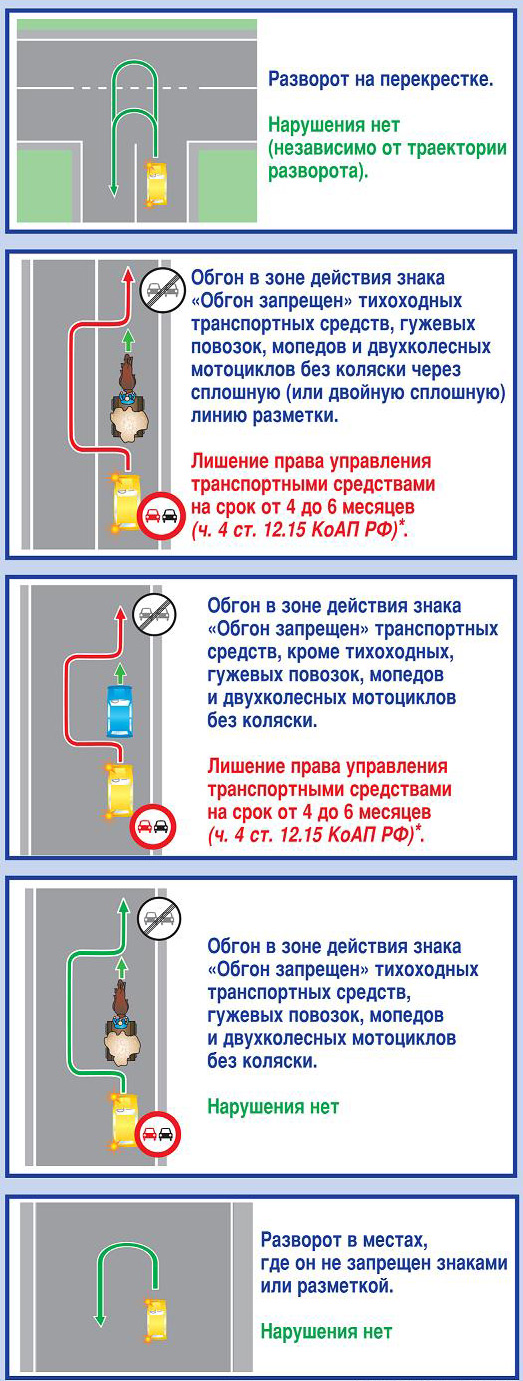 Разворот на перекрестке.
Нарушения нет
(независимо от траектории
разворота).
Обгон в зоне действия знака
«Обгон запрещен» тихоходных
транспортных средств, гужевых
повозок, мопедов и двухколесных
мотоциклов без коляски через
сплошную (или двойную сплошную)
линию разметки.
Лишение права управления
транспортными средствами
на срок от 4 до 6 месяцев
(ч. 4 ст. 12.15 КоАП РФ)*.
Обгон в зоне действия знака
«Обгон запрещен» транспортных
средств, кроме тихоходных,
гужевых повозок, мопедов
и двухколесных мотоциклов
без коляски.
Лишение права управления
транспортными средствами
на срок от 4 до 6 месяцев
(ч. 4 ст. 12.15 КоАП РФ)*.
Обгон в зоне действия знака
«Обгон запрещен» тихоходных
транспортных средств,
гужевых повозок, мопедов
и двухколесных мотоциклов
без коляски.
Нарушения нет
Разворот в местах,
где он не запрещен знаками
или разметкой.
Нарушения нет